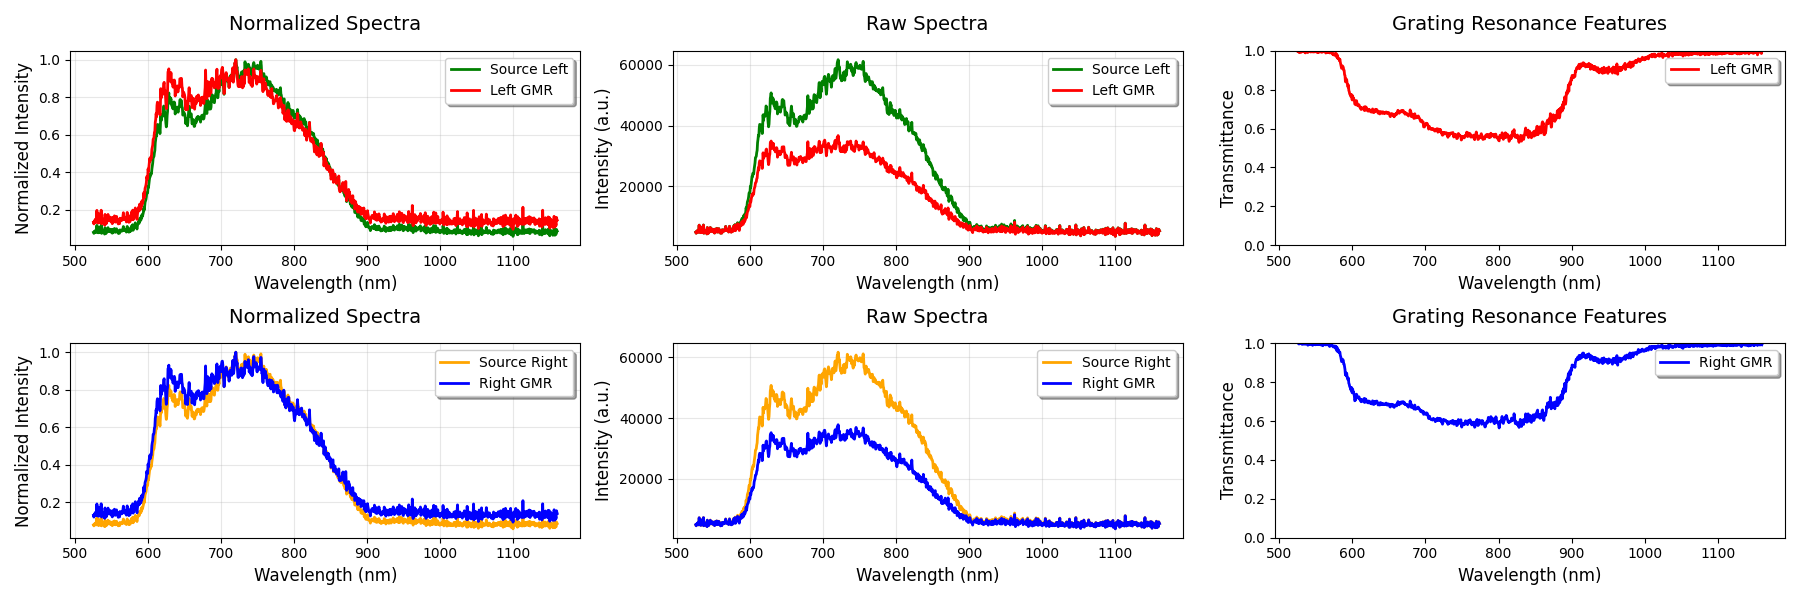 Normalized Spectra
Normalized Intensity
1.0
0.8
0.6
0.4
0.2
500 600 700 800 900 1000 1100
Wavelength (nm)
Source Left
Left GMR
Raw Spectra
Intensity (a.u.)
60000
40000
20000
500 600 700 800 900 1000 1100
Wavelength (nm)
Source Left
Left GMR
Grating Resonance Features
Transmittance
1.0
0.8
0.6
0.4
0.2
0.0
500 600 700 800 900 1000 1100
Wavelength (nm)
Left GMR
Normalized Spectra
Normalized Intensity
1.0
0.8
0.6
0.4
0.2
500 600 700 800 900 1000 1100
Wavelength (nm)
Source Right
Right GMR
Raw Spectra
Intensity (a.u.)
60000
40000
20000
500 600 700 800 900 1000 1100
Wavelength (nm)
Source Right
Right GMR
Grating Resonance Features
Transmittance
1.0
0.8
0.6
0.4
0.2
0.0
500 600 700 800 900 1000 1100
Wavelength (nm)
Right GMR